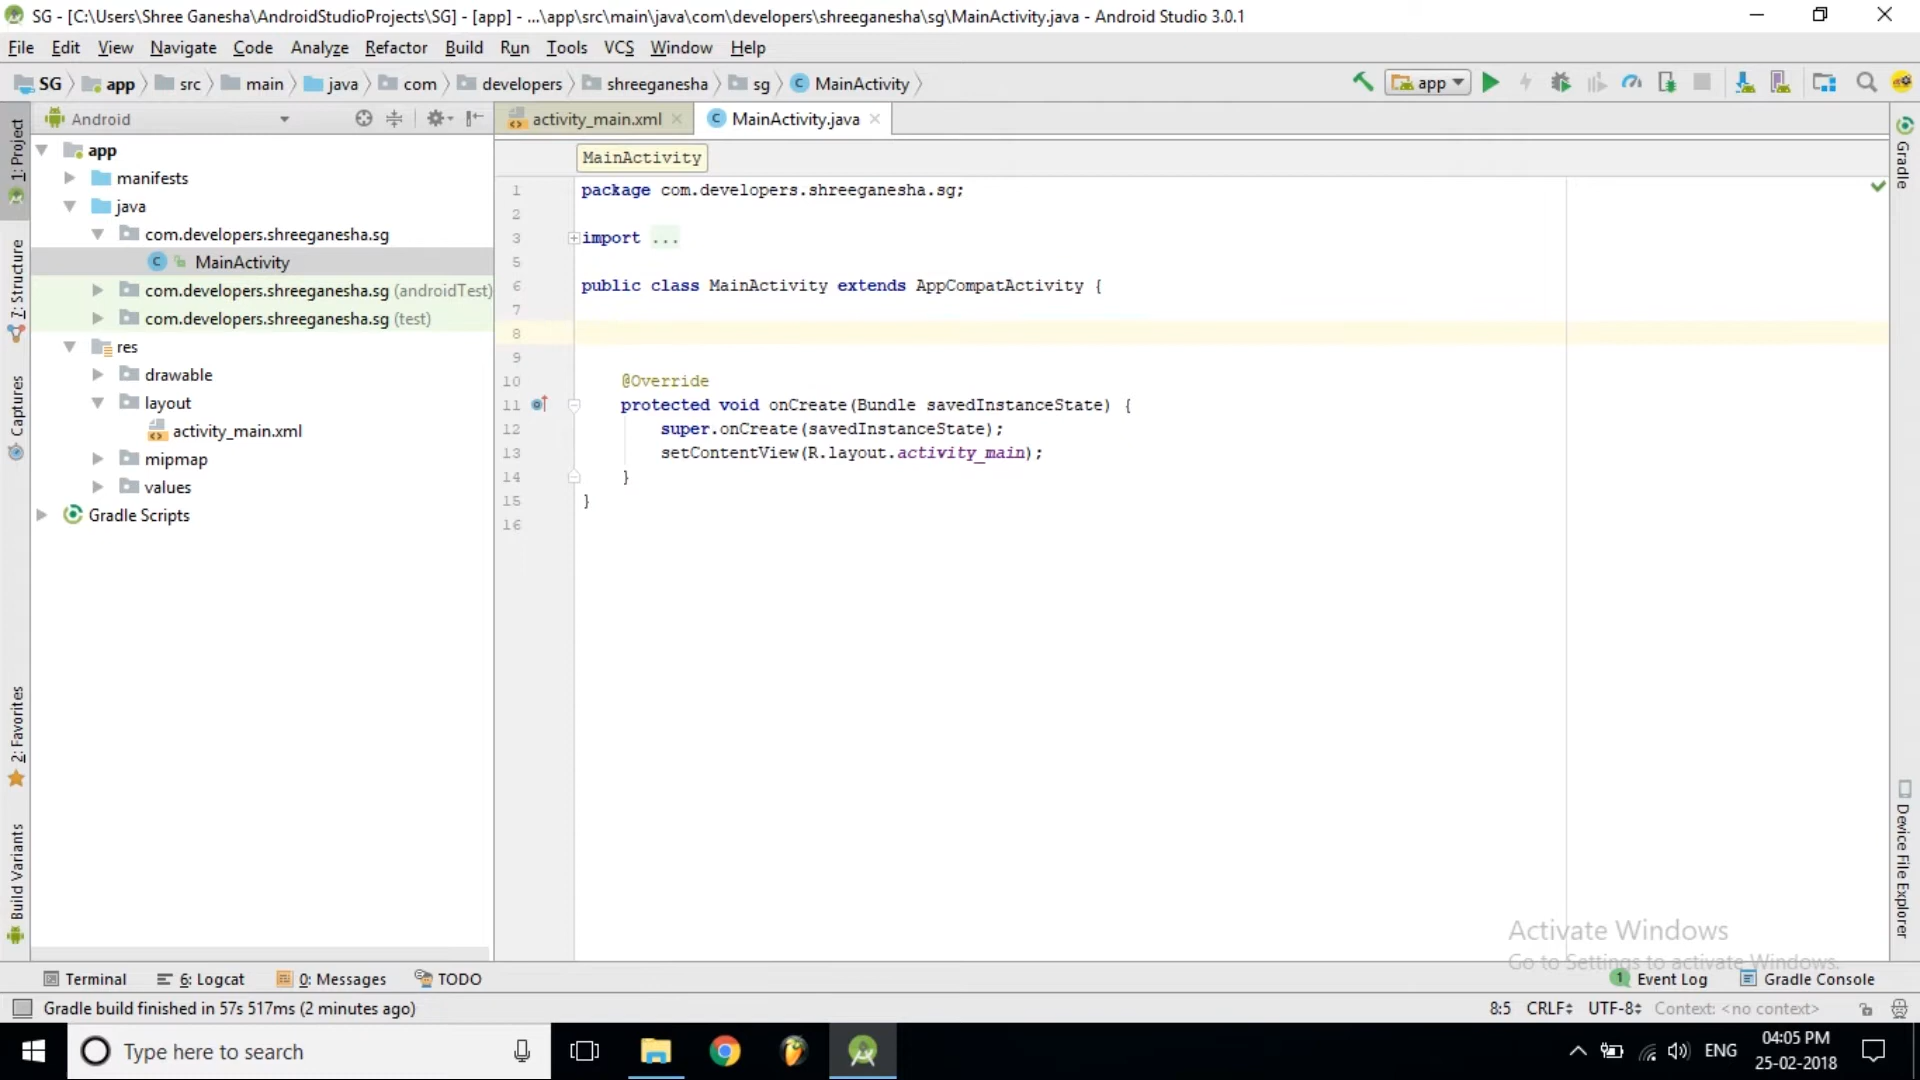 SG - [C:\Users\Shree Ganesha\AndroidStudioProjects\SG] - [app] - ...\app\src\main\java\com\developers\shreeganesha\sg\MainActivity.java - Android Studio 3.0.1
File Edit View Navigate Code Analyze Refactor Build Run Tools VCS Window Help
SG app src main java com developers shreeganesha sg MainActivity
app
Android
activity_main.xml
MainActivity.java
1: Project
7: Structure
Captures
2: Favorites
Build Variants
app
manifests
java
com.developers.shreeganesha.sg
MainActivity
com.developers.shreeganesha.sg (androidTest)
com.developers.shreeganesha.sg (test)
res
drawable
layout
activity_main.xml
mipmap
values
Gradle Scripts
MainActivity
1 package com.developers.shreeganesha.sg;
2
3 import ...
5
6 public class MainActivity extends AppCompatActivity {
7
8
9
10 @Override
11 protected void onCreate(Bundle savedInstanceState) {
12 super.onCreate(savedInstanceState);
13 setContentView(R.layout.activity_main);
14 }
15 }
16
Gradle
Device File Explorer
Activate Windows
Go to Settings to activate Windows.
Terminal 6: Logcat 0: Messages TODO
1 Event Log Gradle Console
Gradle build finished in 57s 517ms (2 minutes ago)
8:5 CRLF UTF-8 Context: <no context>
Type here to search
ENG
04:05 PM
25-02-2018